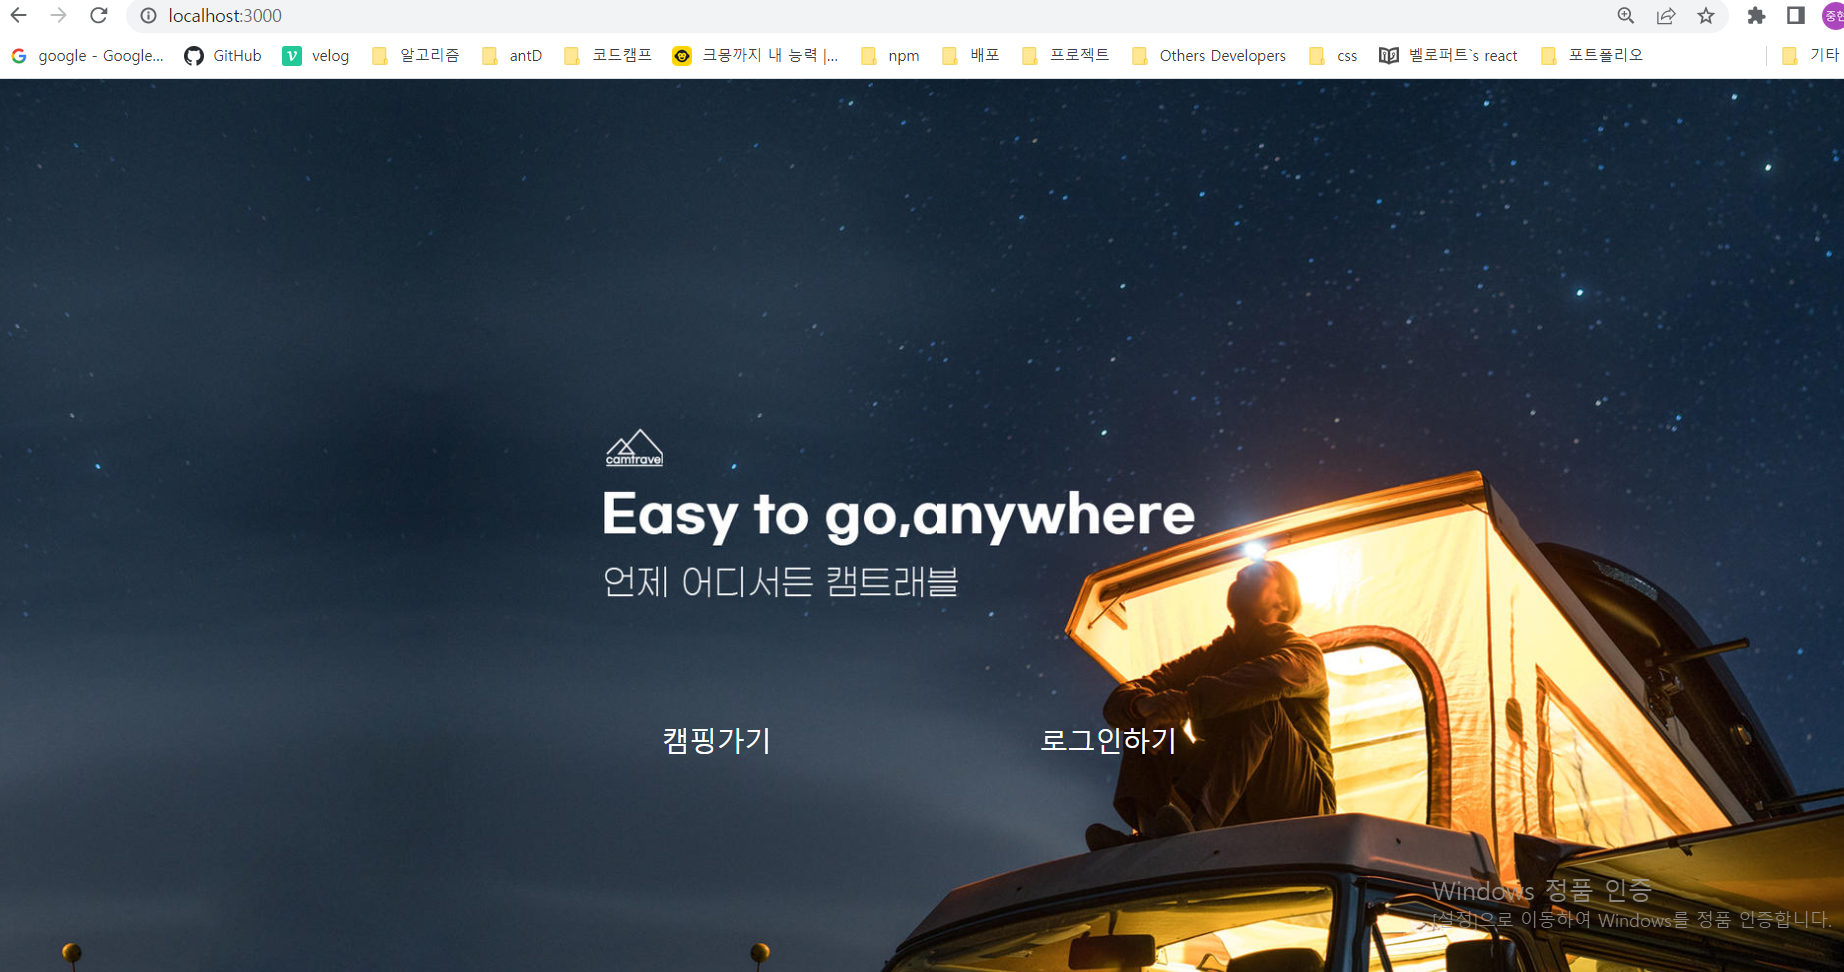 localhost:3000
중현
google - Google...
GitHub
velog
알고리즘
antD
코드캠프
크몽까지 내 능력 |...
npm
배포
프로젝트
Others Developers
css
벨로퍼트`s react
포트폴리오
기타
camtravel
Easy to go,anywhere
언제 어디서든 캠트래블
캠핑가기
로그인하기
Windows 정품 인증
[설정]으로 이동하여 Windows를 정품 인증합니다.